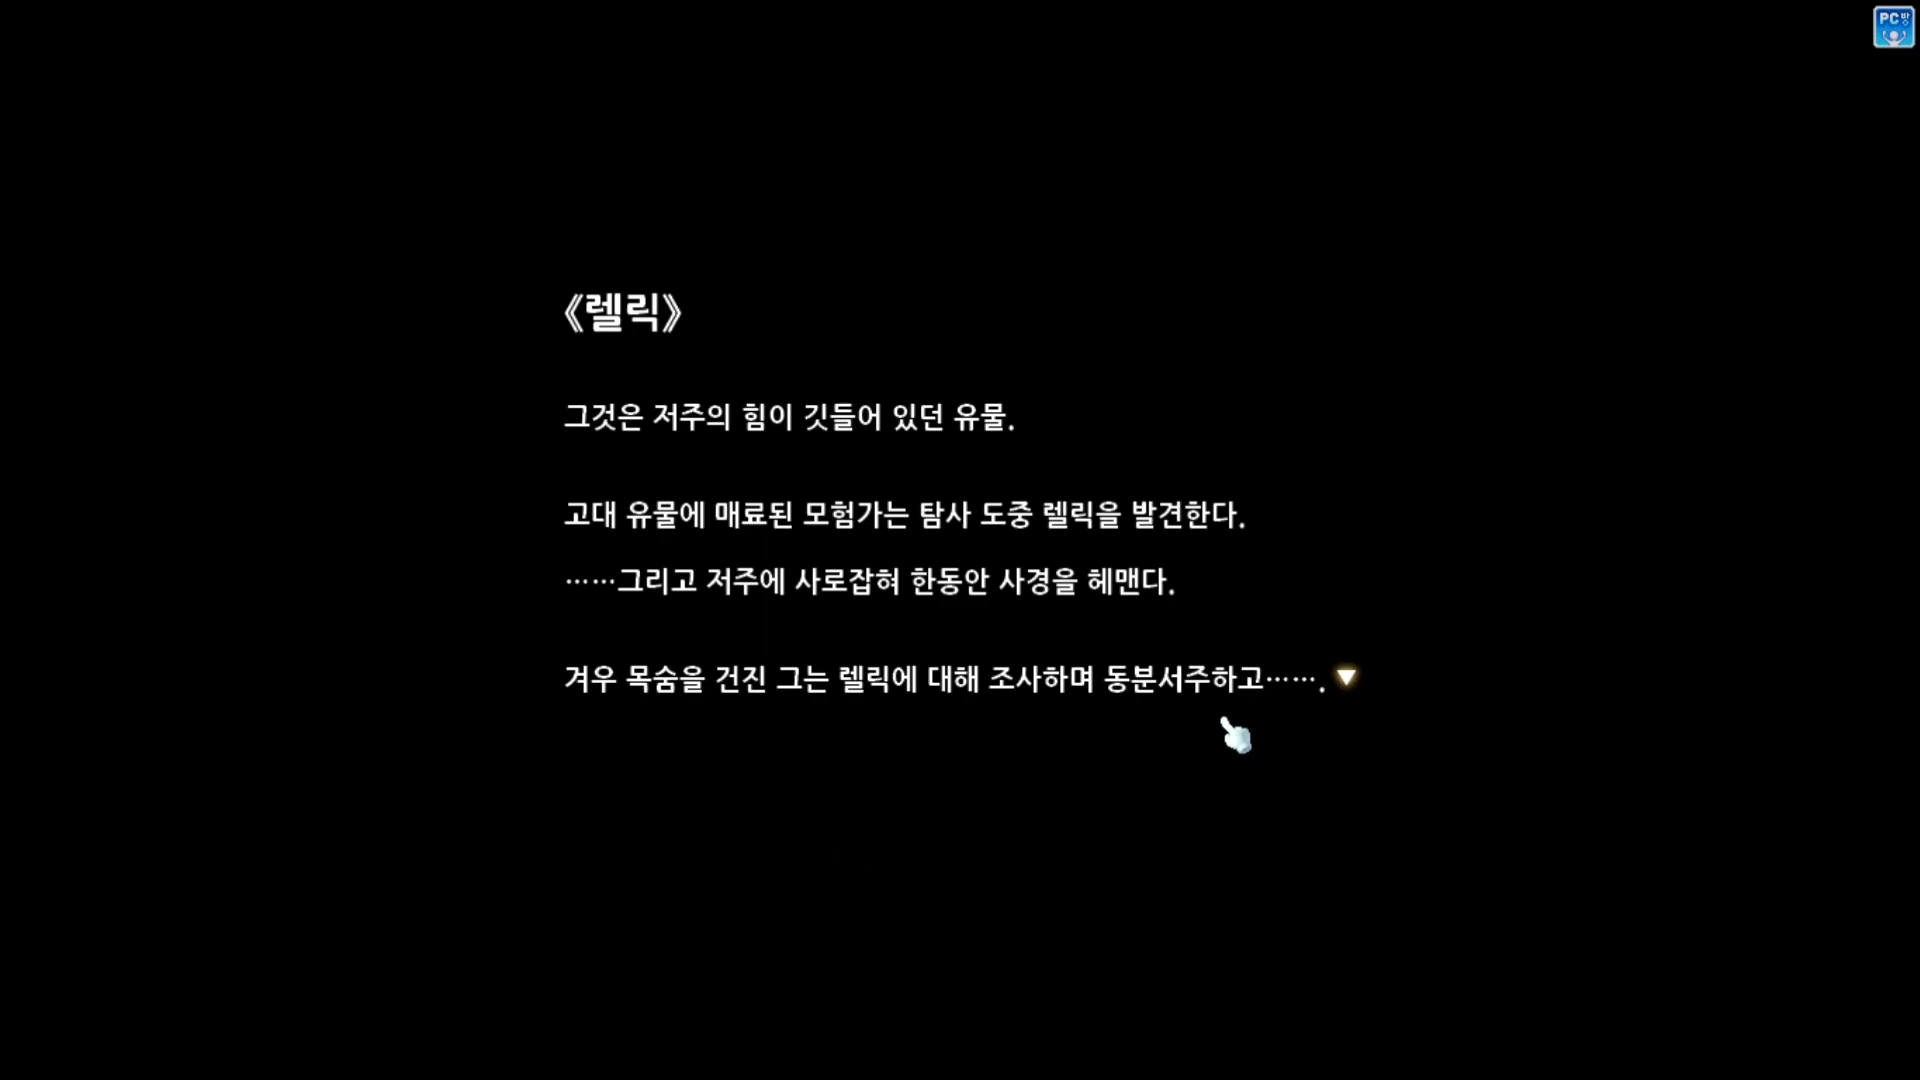 PC방
《렐릭》
그것은 저주의 힘이 깃들어 있던 유물.
고대 유물에 매료된 모험가는 탐사 도중 렐릭을 발견한다.
……그리고 저주에 사로잡혀 한동안 사경을 헤맨다.
겨우 목숨을 건진 그는 렐릭에 대해 조사하며 동분서주하고…….